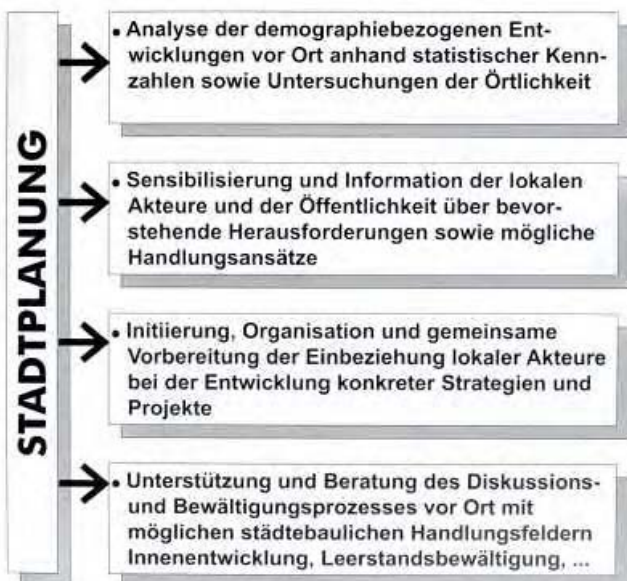 STADTPLANUNG
• Analyse der demographiebezogenen Ent-
wicklungen vor Ort anhand statistischer Kenn-
zahlen sowie Untersuchungen der Örtlichkeit
• Sensibilisierung und Information der lokalen
Akteure und der Öffentlichkeit über bevor-
stehende Herausforderungen sowie mögliche
Handlungsansätze
• Initiierung, Organisation und gemeinsame
Vorbereitung der Einbeziehung lokaler Akteure
bei der Entwicklung konkreter Strategien und
Projekte
• Unterstützung und Beratung des Diskussions-
und Bewältigungsprozesses vor Ort mit
möglichen städtebaulichen Handlungsfeldern
Innenentwicklung, Leerstandsbewältigung, ...